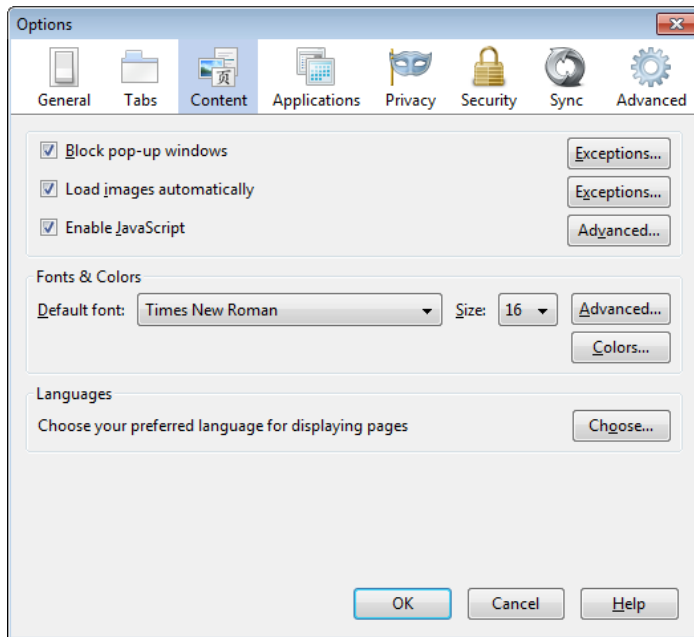 Options
General Tabs Content Applications Privacy Security Sync Advanced
页
Block pop-up windows Exceptions...
Load images automatically Exceptions...
Enable JavaScript Advanced...
Fonts & Colors
Default font: Times New Roman Size: 16 Advanced...
Colors...
Languages
Choose your preferred language for displaying pages Choose...
OK Cancel Help